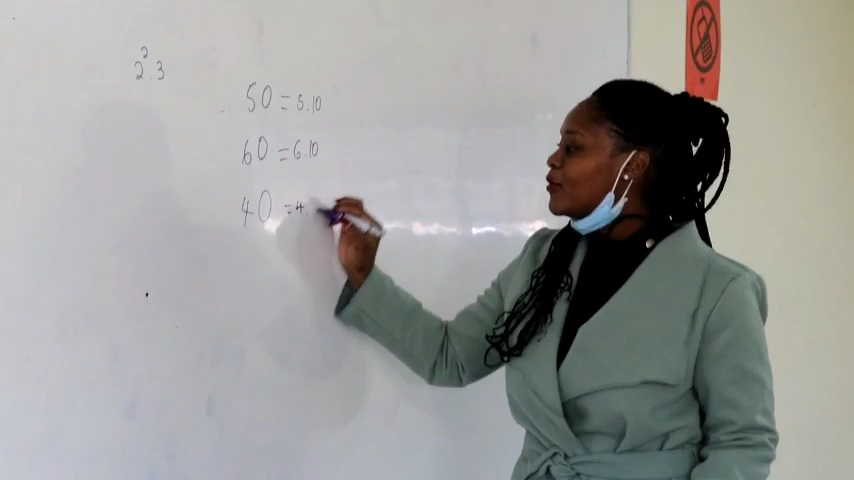 2².3
50 = 5.10
60 = 6.10
40 = 4.